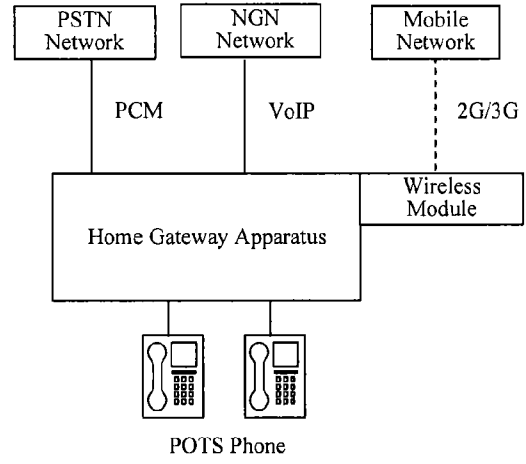 PSTN
Network
NGN
Network
Mobile
Network
PCM
VoIP
2G/3G
Wireless
Module
Home Gateway Apparatus
POTS Phone